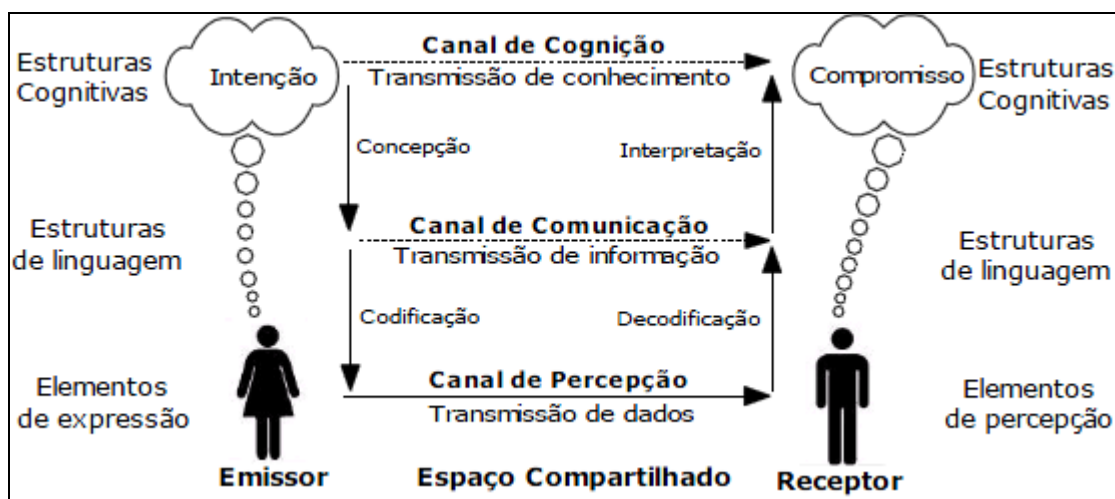 Estruturas
Cognitivas
Intenção
Canal de Cognição
Transmissão de conhecimento
Compromisso
Estruturas
Cognitivas
Concepção
Interpretação
Estruturas
de linguagem
Canal de Comunicação
Transmissão de informação
Estruturas
de linguagem
Codificação
Decodificação
Elementos
de expressão
Canal de Percepção
Transmissão de dados
Elementos
de percepção
Emissor
Espaço Compartilhado
Receptor